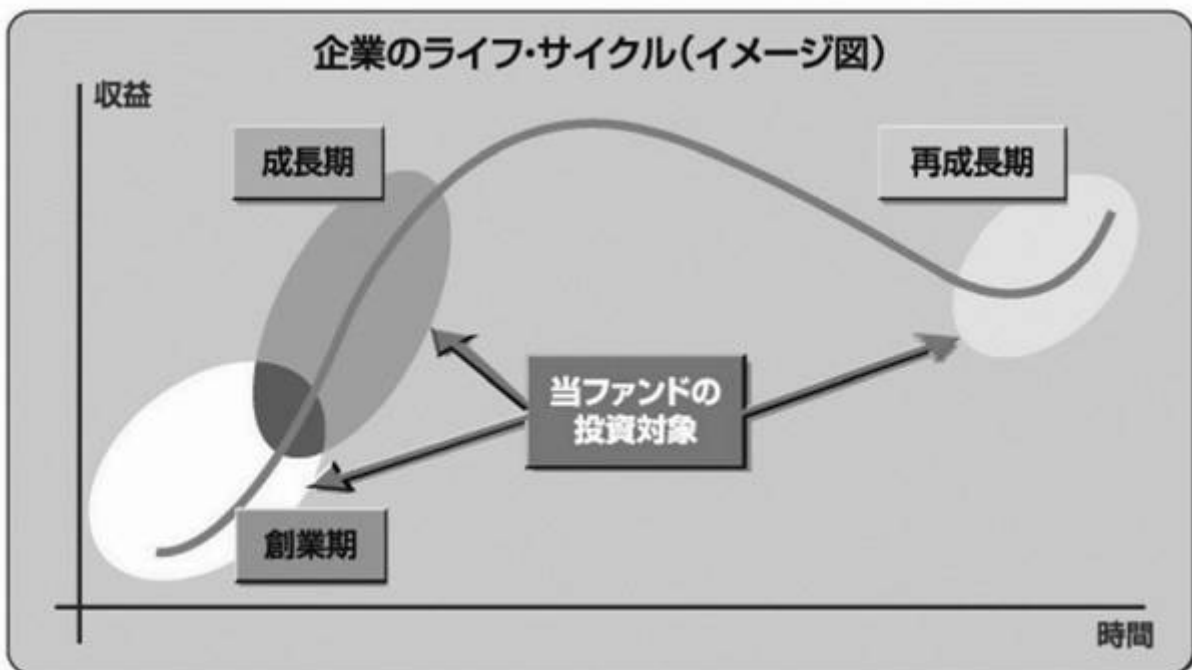 企業のライフ・サイクル(イメージ図)
収益
成長期
再成長期
当ファンドの
投資対象
創業期
時間